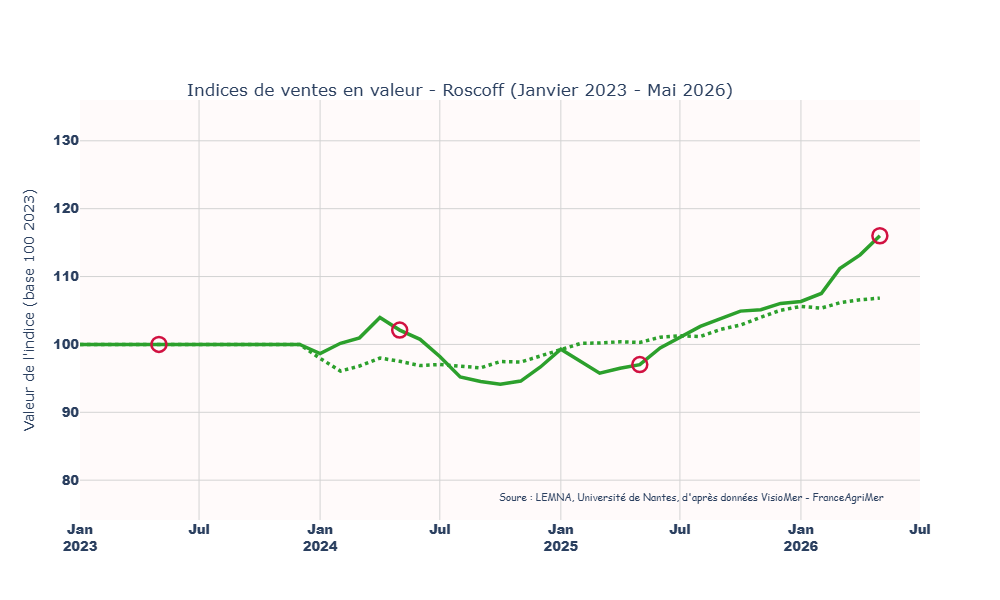 Indices de ventes en valeur - Roscoff (Janvier 2023 - Mai 2026)
Valeur de l'indice (base 100 2023)
130
120
110
100
90
80
Soure : LEMNA, Université de Nantes, d'après données VisioMer - FranceAgriMer
Jan Jul Jan Jul Jan Jul Jan Jul
2023 2024 2025 2026